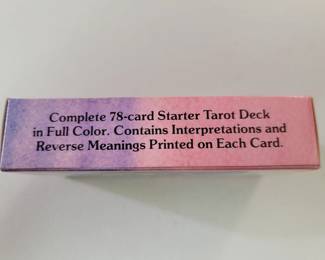 Complete 78-card Starter Tarot Deck
in Full Color. Contains Interpretations and
Reverse Meanings Printed on Each Card.